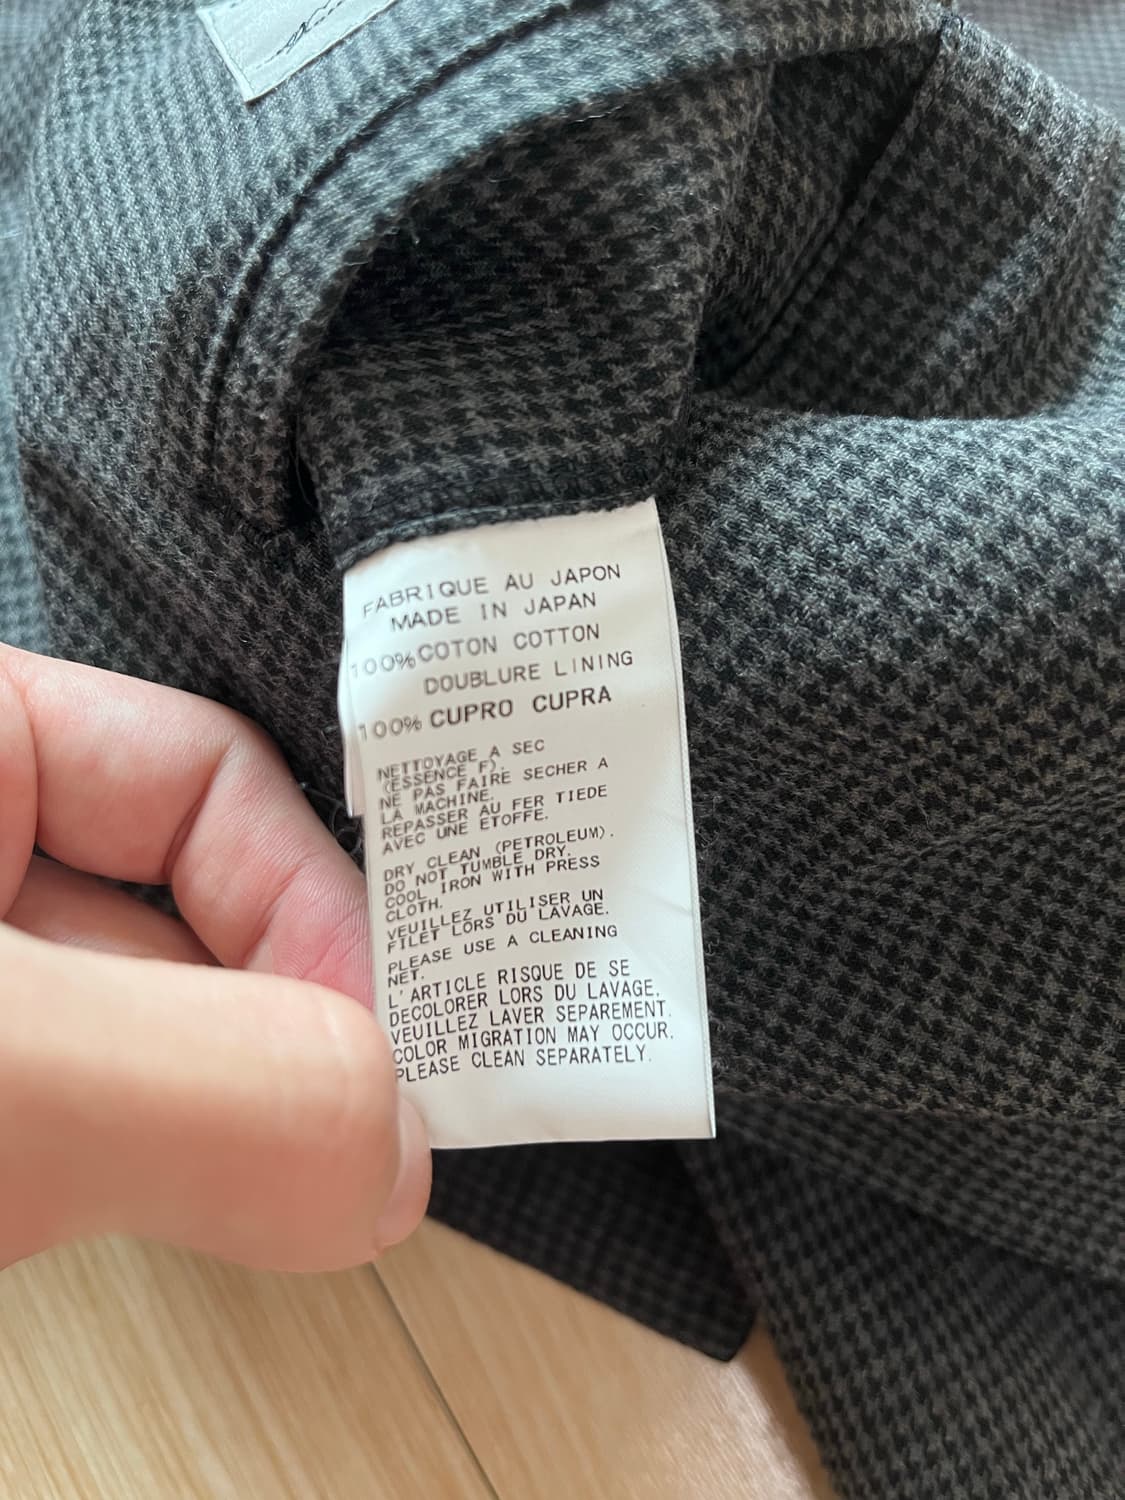 FABRIQUE AU JAPON
MADE IN JAPAN
100% COTON COTTON
DOUBLURE LINING
100% CUPRO CUPRA
NETTOYAGE A SEC
(ESSENCE F).
NE PAS FAIRE SECHER A
LA MACHINE.
REPASSER AU FER TIEDE
AVEC UNE ETOFFE.
DRY CLEAN (PETROLEUM).
DO NOT TUMBLE DRY.
COOL IRON WITH PRESS
CLOTH.
VEUILLEZ UTILISER UN
FILET LORS DU LAVAGE.
PLEASE USE A CLEANING
NET.
L'ARTICLE RISQUE DE SE
DECOLORER LORS DU LAVAGE.
VEUILLEZ LAVER SEPAREMENT.
COLOR MIGRATION MAY OCCUR.
PLEASE CLEAN SEPARATELY.